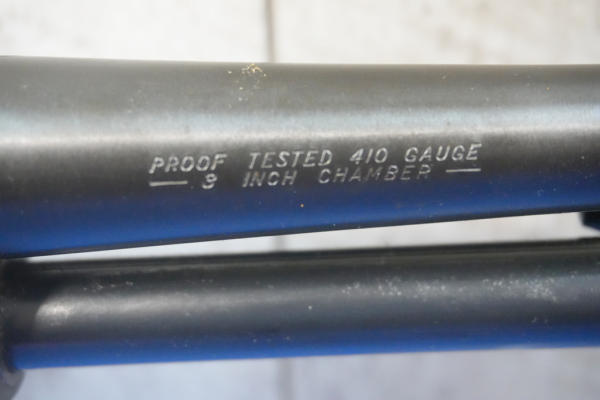 PROOF TESTED 410 GAUGE
— 3 INCH CHAMBER —